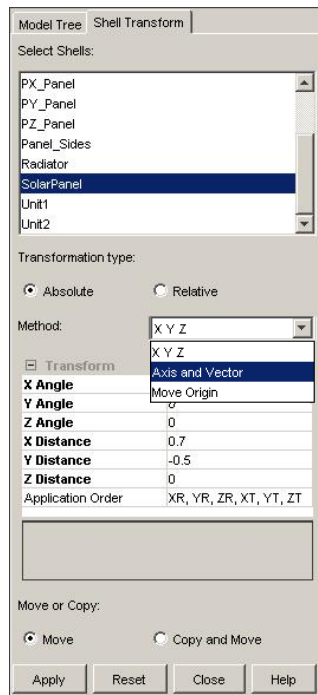 Model Tree Shell Transform
Select Shells:
PX_Panel
PY_Panel
PZ_Panel
Panel_Sides
Radiator
SolarPanel
Unit1
Unit2
Transformation type:
Absolute Relative
Method: X Y Z
X Y Z
Transform
Axis and Vector
X Angle
Move Origin
Y Angle
Z Angle 0
X Distance 0.7
Y Distance -0.5
Z Distance 0
Application Order XR, YR, ZR, XT, YT, ZT
Move or Copy:
Move Copy and Move
Apply Reset Close Help